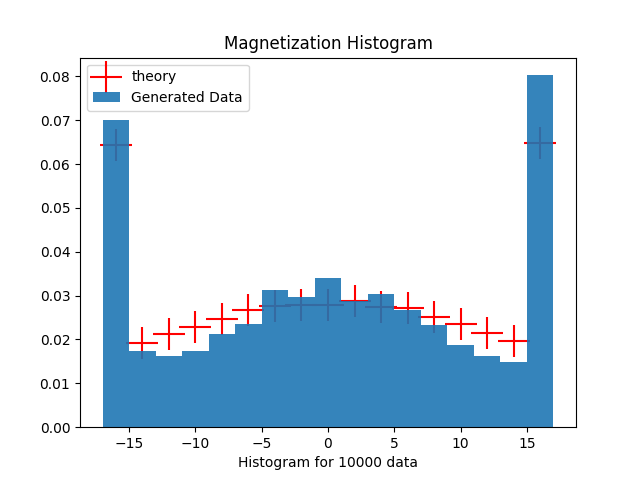 Magnetization Histogram
theory
Generated Data
0.08
0.07
0.06
0.05
0.04
0.03
0.02
0.01
0.00
−15 −10 −5 0 5 10 15
Histogram for 10000 data